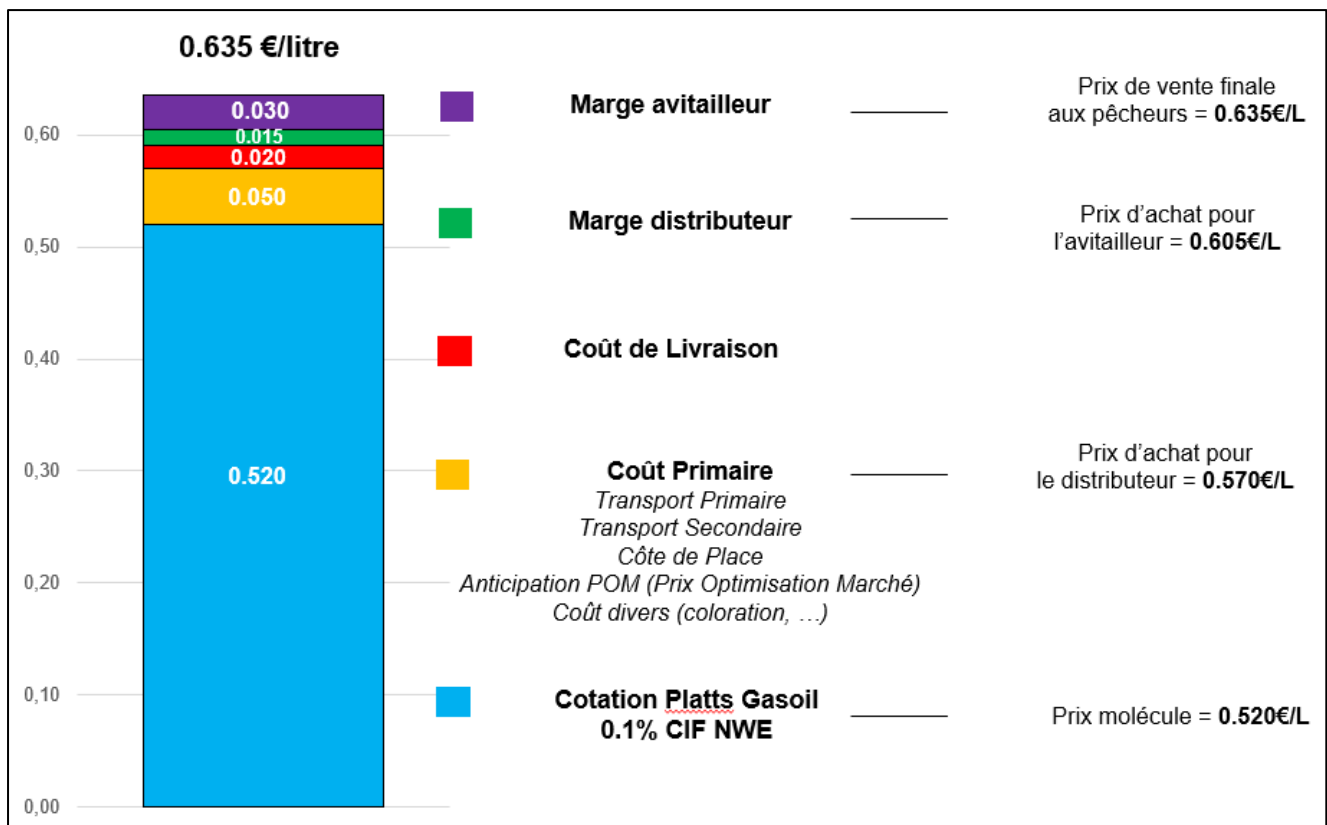 0.635 €/litre
0.030
0.015
0.020
0.050
0.520
0,60
0,50
0,40
0,30
0,20
0,10
0,00
Marge avitailleur
Marge distributeur
Coût de Livraison
Coût Primaire
Transport Primaire
Transport Secondaire
Côte de Place
Anticipation POM (Prix Optimisation Marché)
Coût divers (coloration, …)
Cotation Platts Gasoil
0.1% CIF NWE
Prix de vente finale
aux pêcheurs = 0.635€/L
Prix d’achat pour
l’avitailleur = 0.605€/L
Prix d’achat pour
le distributeur = 0.570€/L
Prix molécule = 0.520€/L